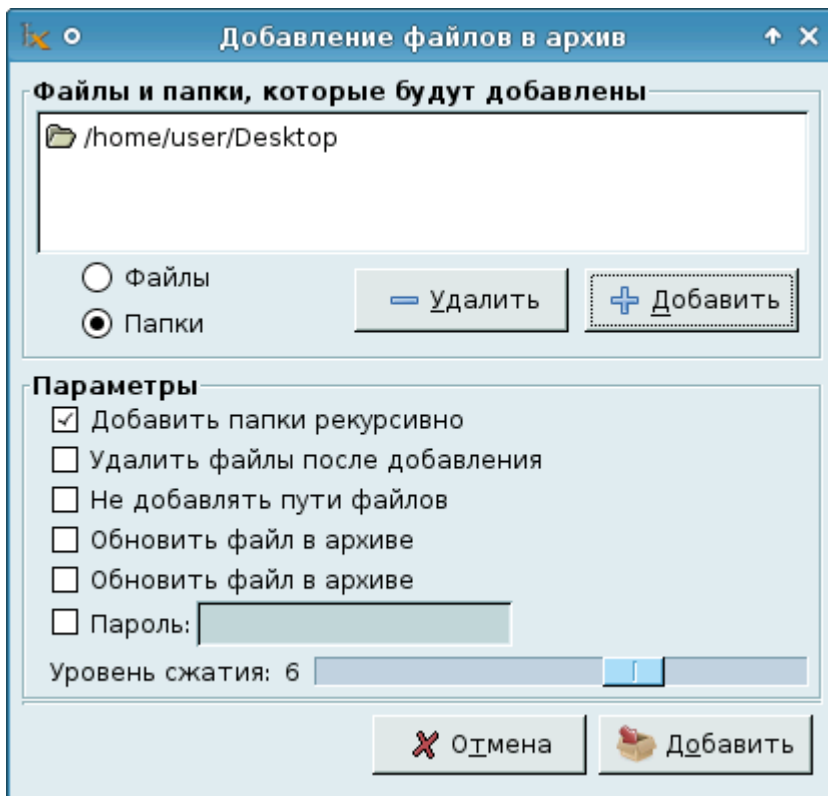 Добавление файлов в архив
Файлы и папки, которые будут добавлены
/home/user/Desktop
Файлы
Папки
Удалить
Добавить
Параметры
Добавить папки рекурсивно
Удалить файлы после добавления
Не добавлять пути файлов
Обновить файл в архиве
Обновить файл в архиве
Пароль:
Уровень сжатия: 6
Отмена
Добавить